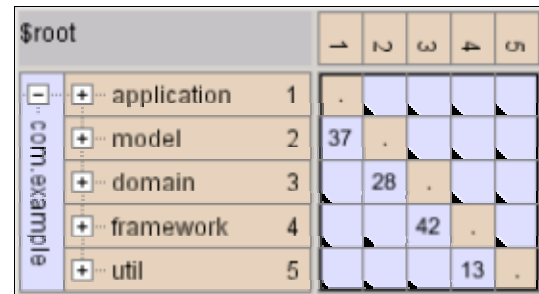 $root 1 2 3 4 5
com.example
application 1 .
model 2 37 .
domain 3 28 .
framework 4 42 .
util 5 13 .